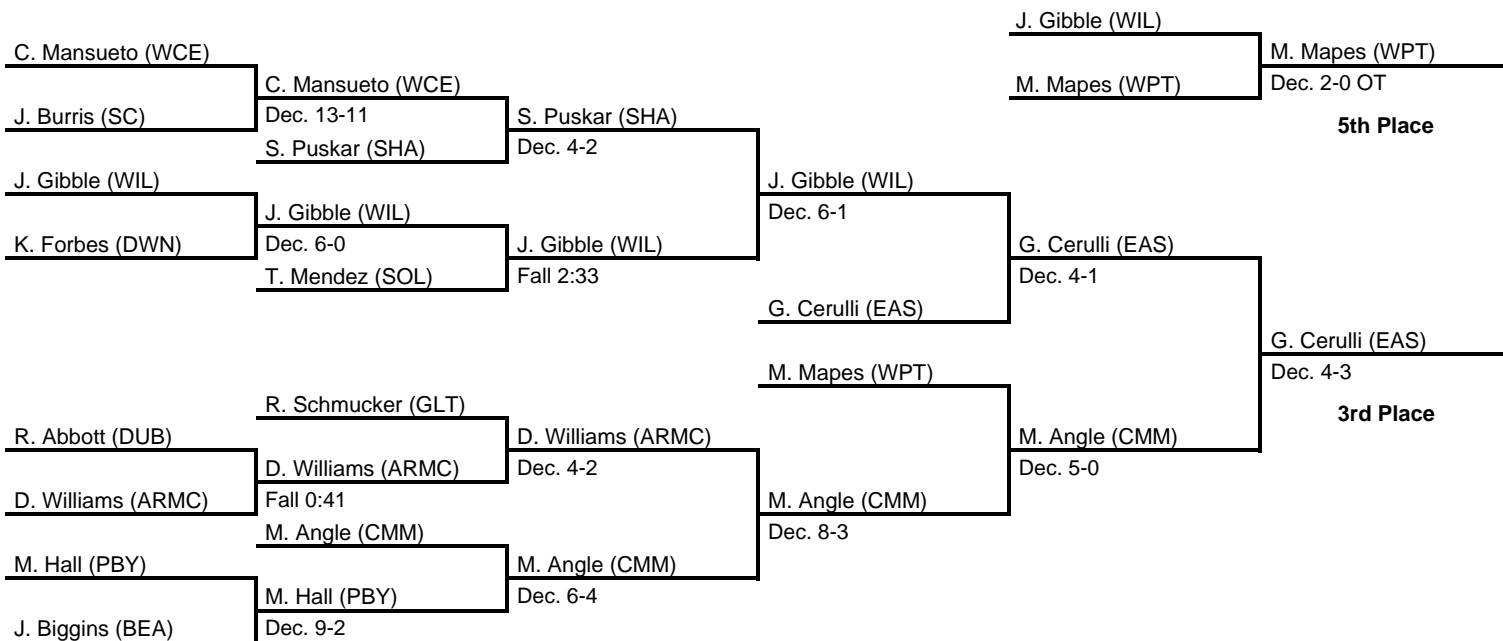 J. Gibble (WIL)
C. Mansueto (WCE)
M. Mapes (WPT)
C. Mansueto (WCE)
M. Mapes (WPT)
Dec. 2-0 OT
J. Burris (SC)
Dec. 13-11
S. Puskar (SHA)
5th Place
S. Puskar (SHA)
Dec. 4-2
J. Gibble (WIL)
J. Gibble (WIL)
J. Gibble (WIL)
Dec. 6-1
K. Forbes (DWN)
Dec. 6-0
J. Gibble (WIL)
G. Cerulli (EAS)
T. Mendez (SOL)
Fall 2:33
Dec. 4-1
G. Cerulli (EAS)
G. Cerulli (EAS)
M. Mapes (WPT)
Dec. 4-3
R. Schmucker (GLT)
3rd Place
R. Abbott (DUB)
D. Williams (ARMC)
M. Angle (CMM)
D. Williams (ARMC)
Dec. 4-2
Dec. 5-0
D. Williams (ARMC)
Fall 0:41
M. Angle (CMM)
M. Angle (CMM)
Dec. 8-3
M. Hall (PBY)
M. Angle (CMM)
M. Hall (PBY)
Dec. 6-4
J. Biggins (BEA)
Dec. 9-2